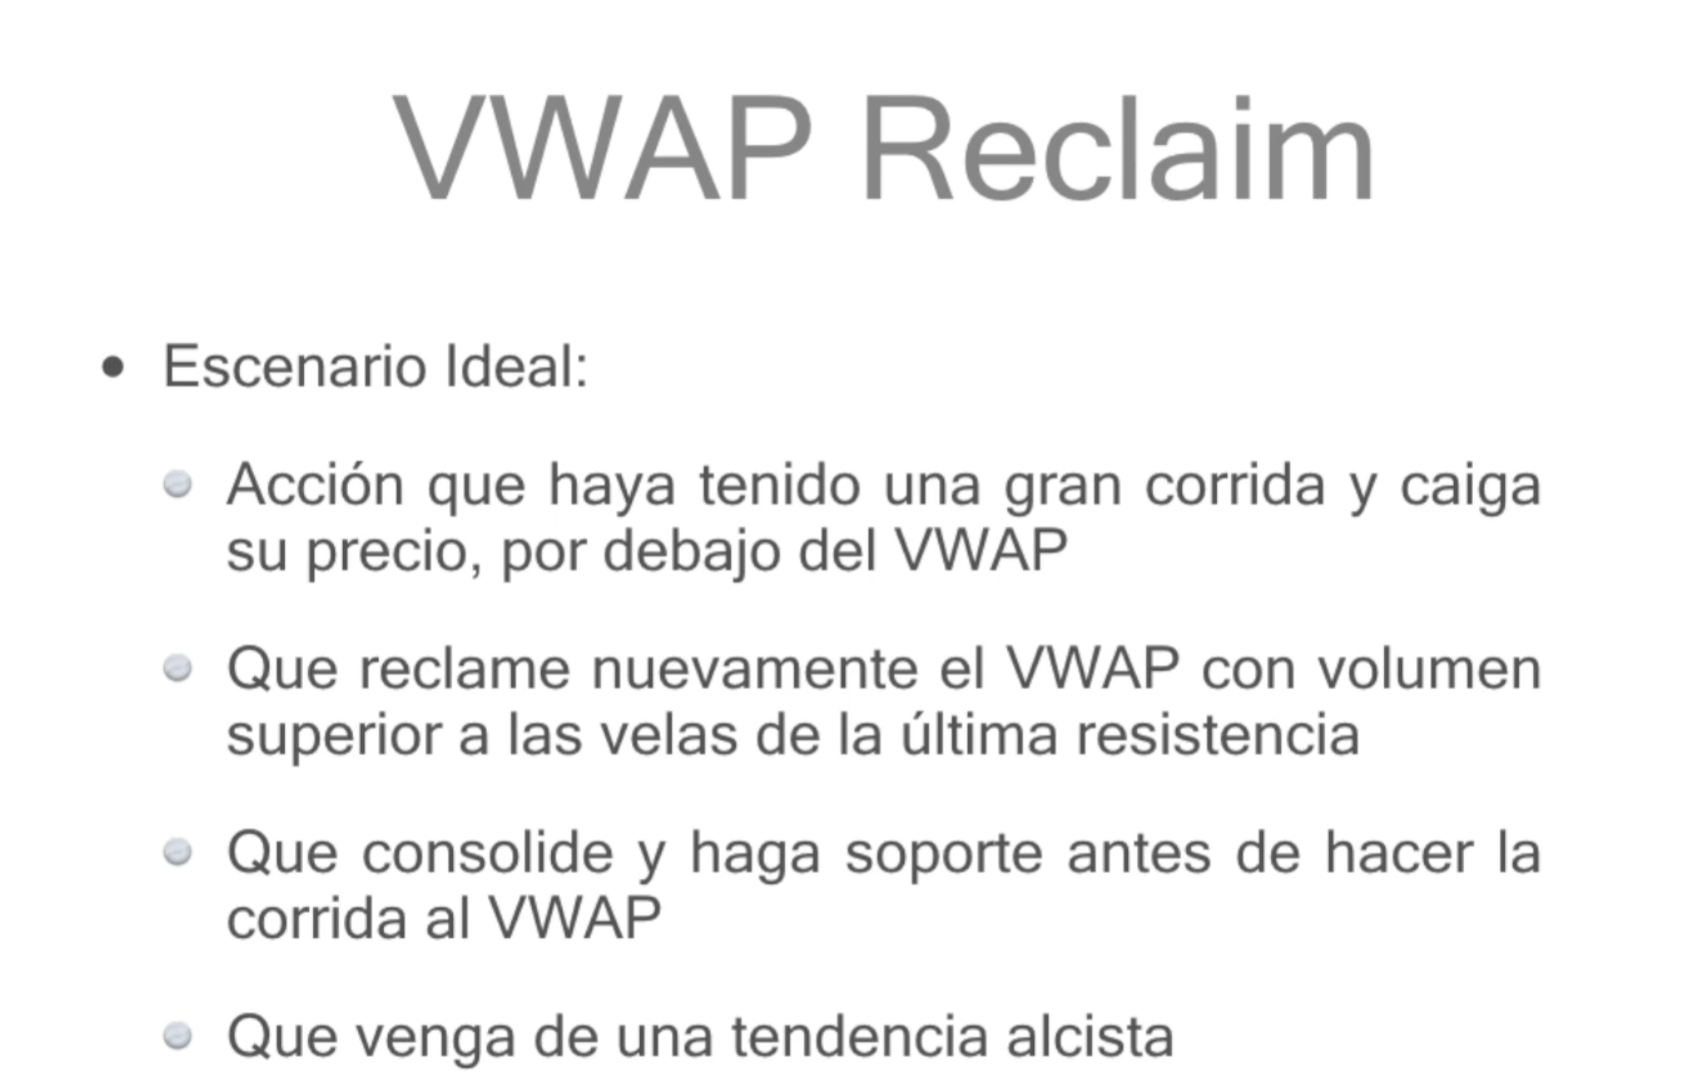 VWAP Reclaim
• Escenario Ideal:
Acción que haya tenido una gran corrida y caiga
su precio, por debajo del VWAP
Que reclame nuevamente el VWAP con volumen
superior a las velas de la última resistencia
Que consolide y haga soporte antes de hacer la
corrida al VWAP
Que venga de una tendencia alcista